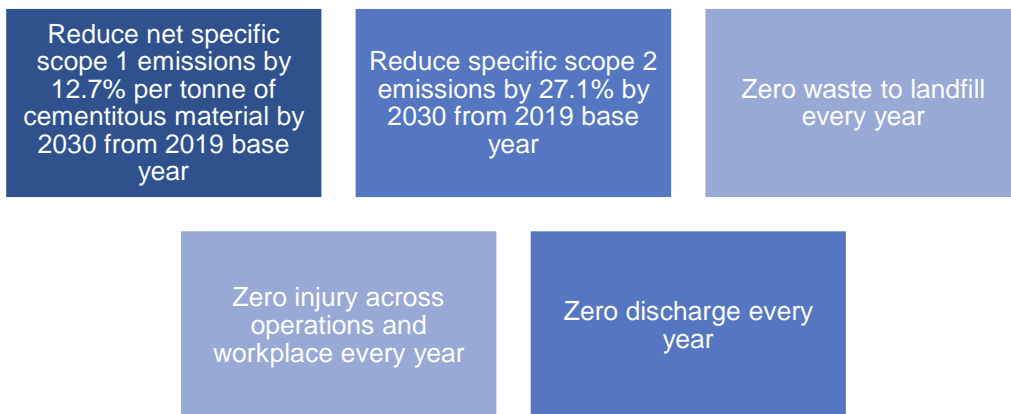 Reduce net specific
scope 1 emissions by
12.7% per tonne of
cementitous material by
2030 from 2019 base
year
Reduce specific scope 2
emissions by 27.1% by
2030 from 2019 base
year
Zero waste to landfill
every year
Zero injury across
operations and
workplace every year
Zero discharge every
year